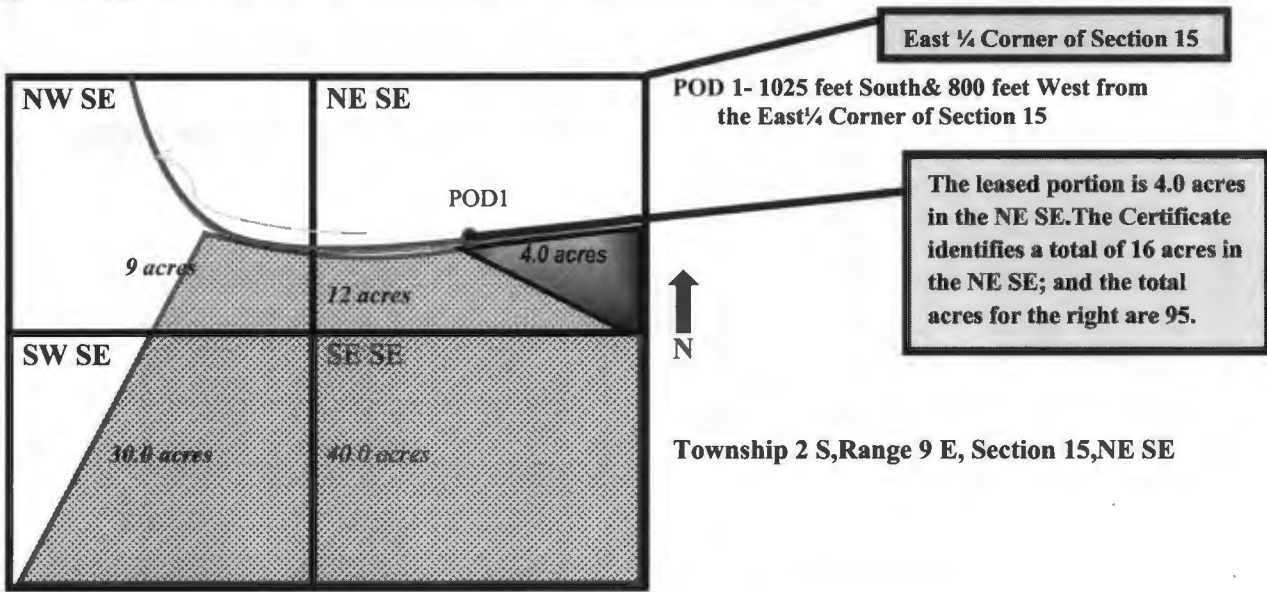 East ¼ Corner of Section 15
NW SE
NE SE
POD 1- 1025 feet South& 800 feet West from
the East¼ Corner of Section 15
POD1
The leased portion is 4.0 acres
in the NE SE.The Certificate
identifies a total of 16 acres in
the NE SE; and the total
acres for the right are 95.
4.0 acres
9 acres
12 acres
N
SW SE
SE SE
30.0 acres
40.0 acres
Township 2 S,Range 9 E, Section 15,NE SE